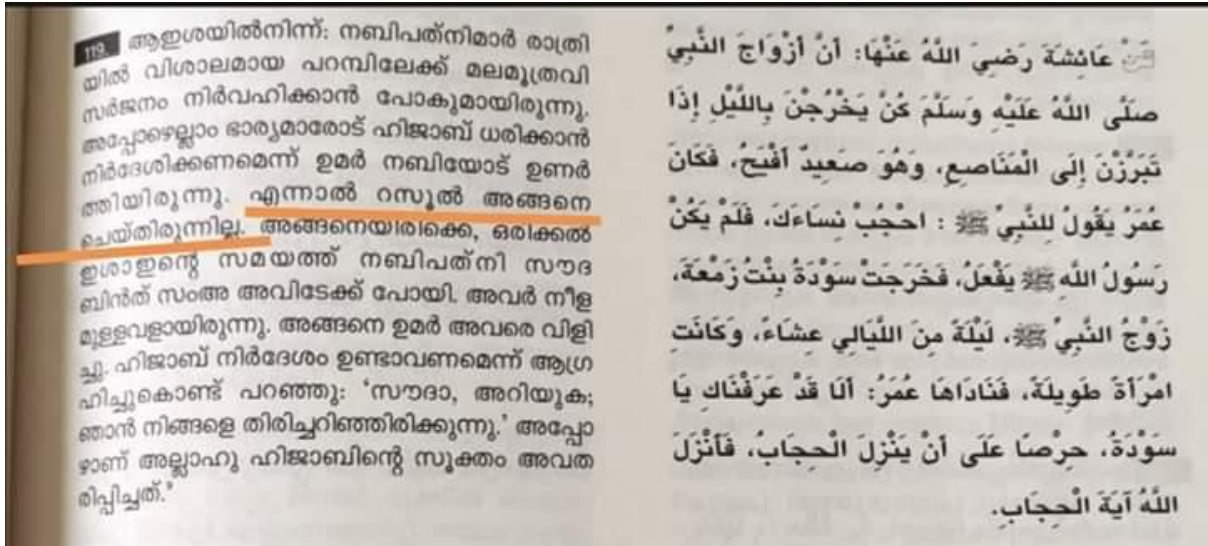 119. ആഇശയിൽനിന്ന്: നബിപത്നിമാർ രാത്രി
യിൽ വിശാലമായ പറമ്പിലേക്ക് മലമൂത്രവി
സർജനം നിർവഹിക്കാൻ പോകുമായിരുന്നു.
അപ്പോഴെല്ലാം ഭാര്യമാരോട് ഹിജാബ് ധരിക്കാൻ
നിർദേശിക്കണമെന്ന് ഉമർ നബിയോട് ഉണർ
ത്തിയിരുന്നു. എന്നാൽ റസൂൽ അങ്ങനെ
ചെയ്തിരുന്നില്ല. അങ്ങനെയിരിക്കെ, ഒരിക്കൽ
ഇശാഇന്റെ സമയത്ത് നബിപത്നി സൗദ
ബിൻത് സംഅ അവിടേക്ക് പോയി. അവർ നീള
മുള്ളവളായിരുന്നു. അങ്ങനെ ഉമർ അവരെ വിളി
ച്ചു. ഹിജാബ് നിർദേശം ഉണ്ടാവണമെന്ന് ആഗ്ര
ഹിച്ചുകൊണ്ട് പറഞ്ഞു: 'സൗദാ, അറിയുക;
ഞാൻ നിങ്ങളെ തിരിച്ചറിഞ്ഞിരിക്കുന്നു.' അപ്പോ
ഴാണ് അല്ലാഹു ഹിജാബിന്റെ സൂക്തം അവത
രിപ്പിച്ചത്.'
عَنْ عَائِشَةَ رَضِيَ اللَّهُ عَنْهَا: أَنَّ أَزْوَاجَ النَّبِيِّ
صَلَّى اللَّهُ عَلَيْهِ وَسَلَّمَ كُنَّ يَخْرُجْنَ بِاللَّيْلِ إِذَا
تَبَرَّزْنَ إِلَى الْمَنَاصِعِ، وَهُوَ صَعِيدٌ أَفْيَحُ، فَكَانَ
عُمَرُ يَقُولُ لِلنَّبِيِّ ﷺ : احْجُبْ نِسَاءَكَ، فَلَمْ يَكُنْ
رَسُولُ اللَّهِ ﷺ يَفْعَلُ، فَخَرَجَتْ سَوْدَةُ بِنْتُ زَمْعَةَ،
زَوْجُ النَّبِيِّ ﷺ، لَيْلَةً مِنَ اللَّيَالِي عِشَاءً، وَكَانَتِ
امْرَأَةً طَوِيلَةً، فَنَادَاهَا عُمَرُ: أَلَا قَدْ عَرَفْنَاكِ يَا
سَوْدَةُ، حِرْصًا عَلَى أَنْ يَنْزِلَ الْحِجَابُ، فَأَنْزَلَ
اللَّهُ آيَةَ الْحِجَابِ.